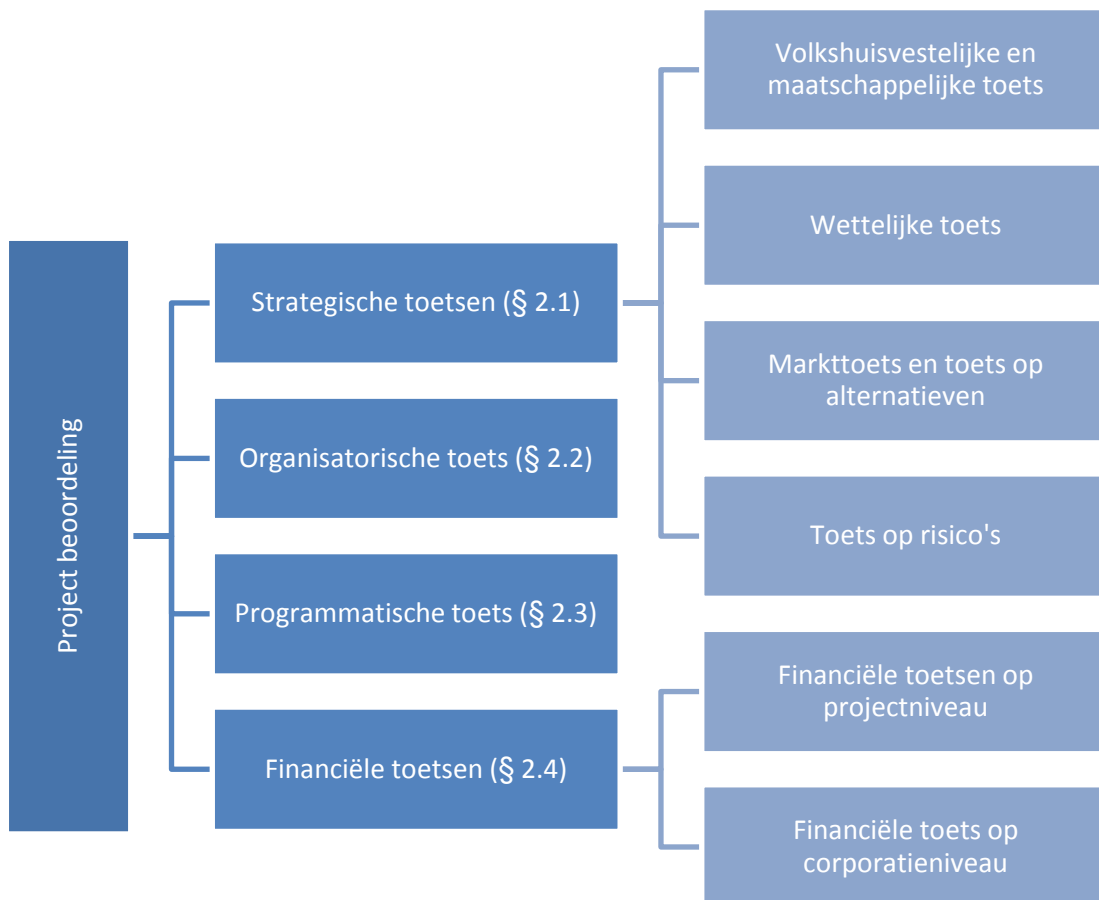 Project beoordeling
Strategische toetsen (§ 2.1)
Organisatorische toets (§ 2.2)
Programmatische toets (§ 2.3)
Financiële toetsen (§ 2.4)
Volkshuisvestelijke en
maatschappelijke toets
Wettelijke toets
Markttoets en toets op
alternatieven
Toets op risico's
Financiële toetsen op
projectniveau
Financiële toets op
corporatieniveau